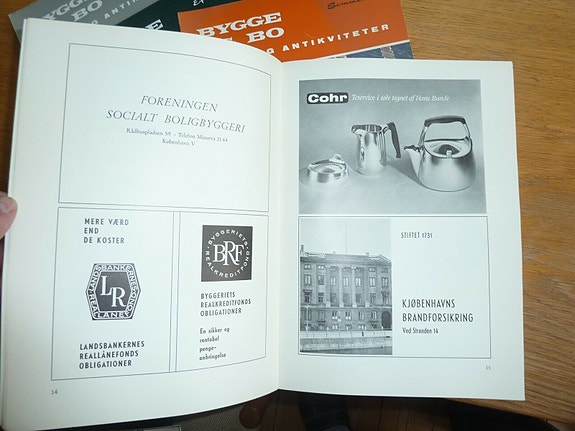 BYGGE
BO
ANTIKVITETER
BYGGE
BO
G ANTIKVITETER
FORENINGEN
SOCIALT BOLIGBYGGERI
Rådhuspladsen 59 / Telefon Minerva 21 44
København V
MERE VÆRD
END
DE KOSTER
LR
LANDSBANKERNES
REALLÅNEFONDS
OBLIGATIONER
BYGGERIETS
BRF
REALKREDITFOND
BYGGERIETS
REALKREDITFONDS
OBLIGATIONER
En sikker og
rentabel
penge-
anbringelse
14
Cohr Teservice i sølv tegnet af Hans Bunde
STIFTET 1731
KJØBENHAVNS
BRANDFORSIKRING
Ved Stranden 14
15